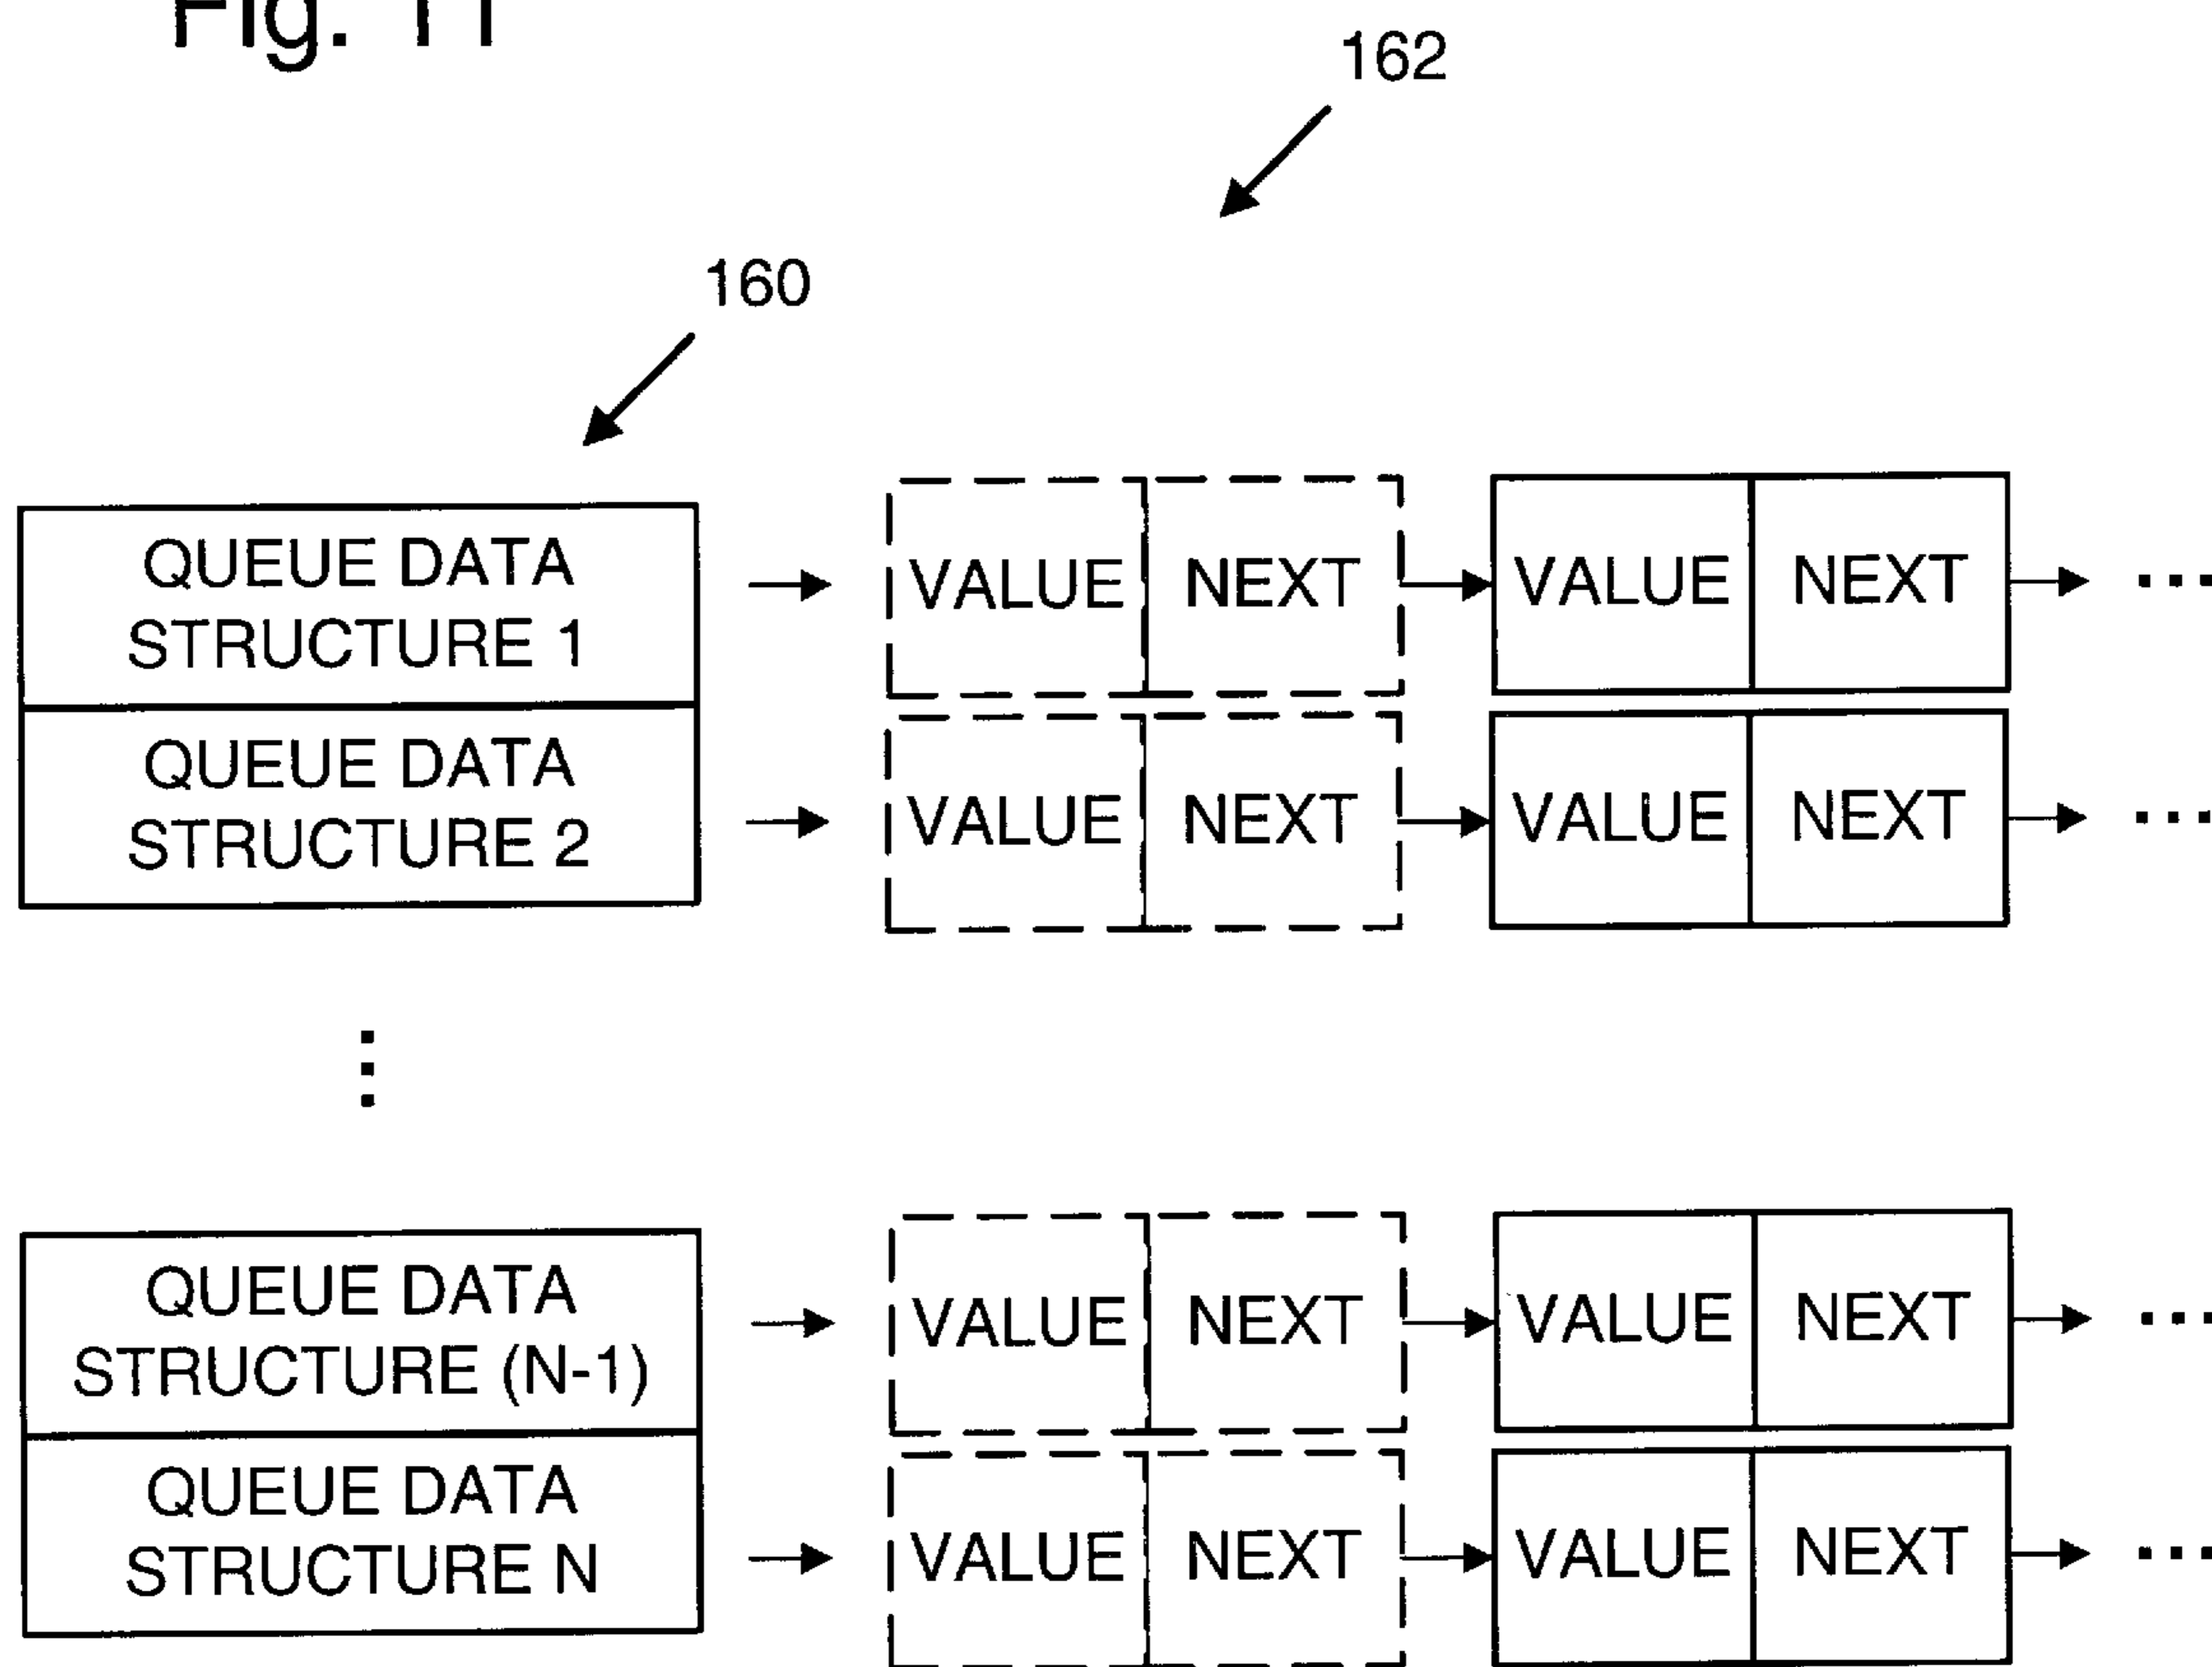 Fig. 11
162
160
QUEUE DATA
STRUCTURE 1
VALUE NEXT VALUE NEXT ...
QUEUE DATA
STRUCTURE 2
VALUE NEXT VALUE NEXT ...
QUEUE DATA
STRUCTURE (N-1)
VALUE NEXT VALUE NEXT ...
QUEUE DATA
STRUCTURE N
VALUE NEXT VALUE NEXT ...